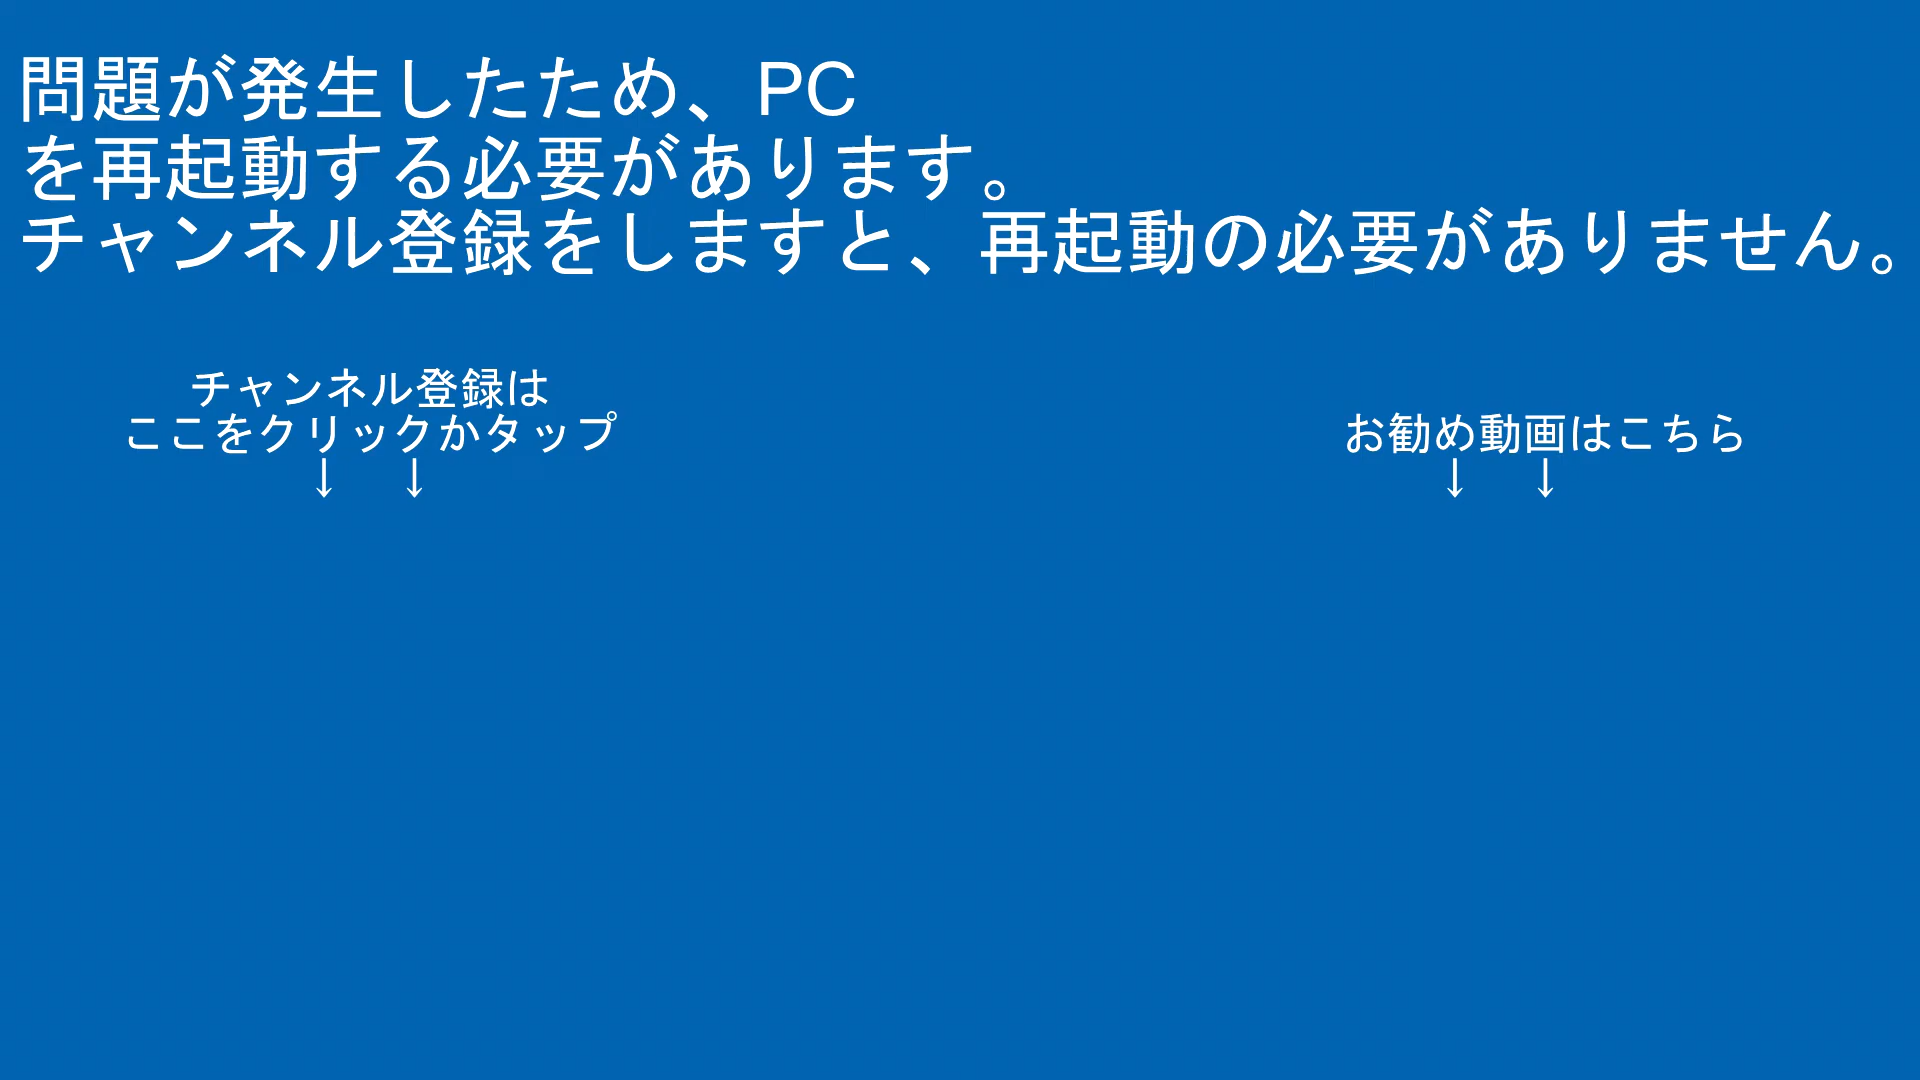 問題が発生したため、PC
を再起動する必要があります。
チャンネル登録をしますと、再起動の必要がありません。
チャンネル登録は
ここをクリックかタップ
↓　↓
お勧め動画はこちら
↓　↓